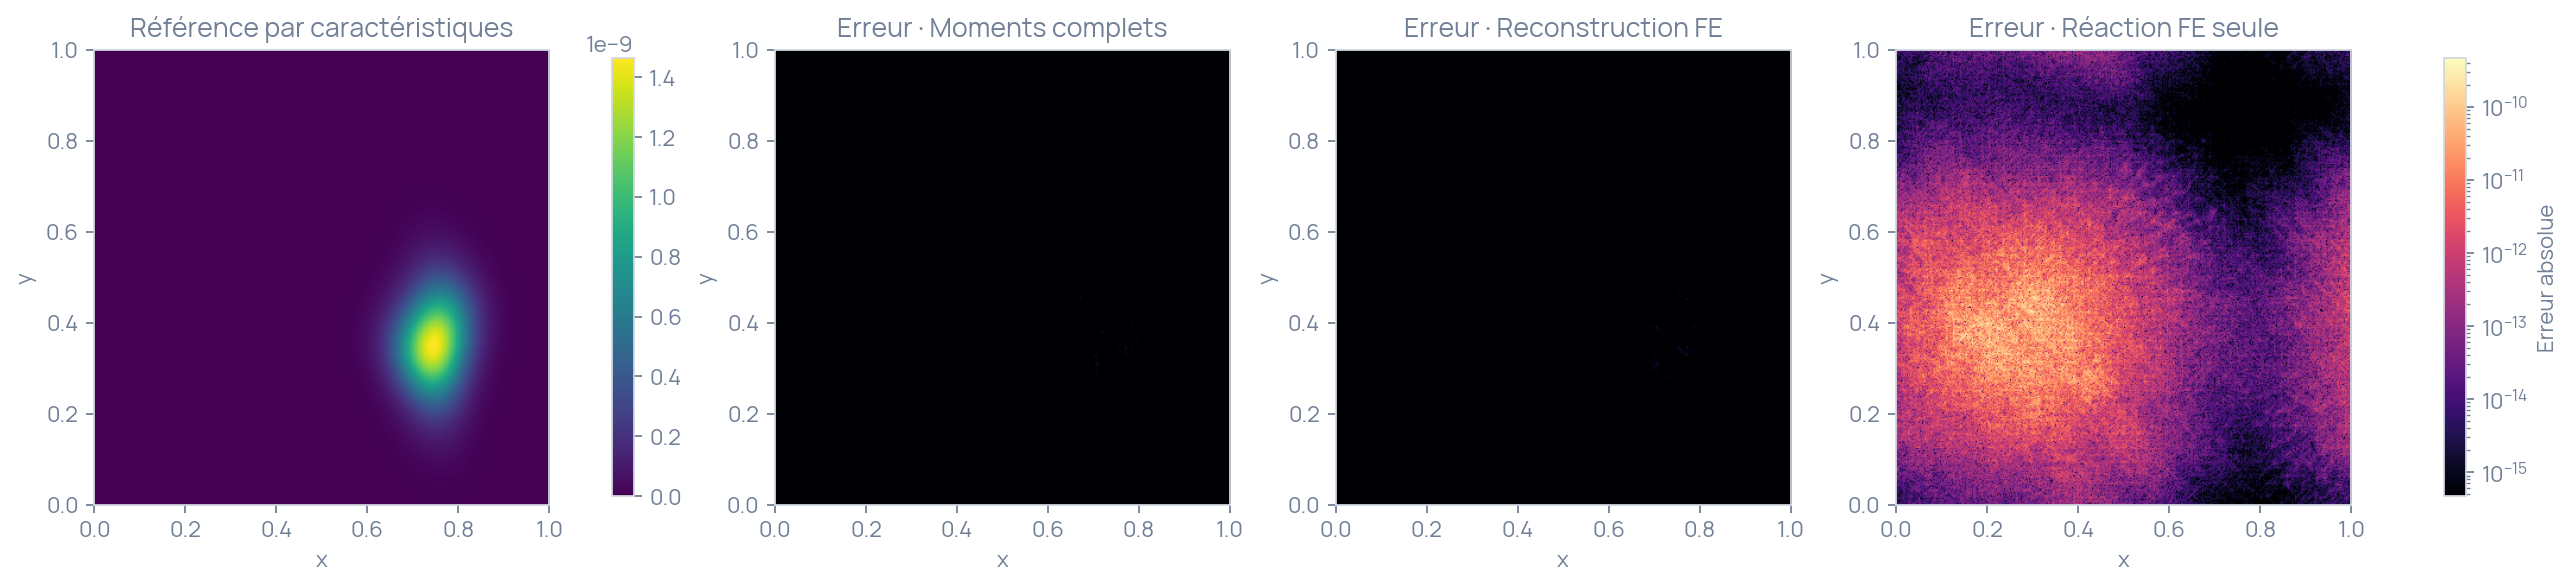 Référence par caractéristiques
1e−9
1.0
0.8
0.6
0.4
0.2
0.0
y
0.0 0.2 0.4 0.6 0.8 1.0
x
1.4
1.2
1.0
0.8
0.6
0.4
0.2
0.0
Erreur · Moments complets
1.0
0.8
0.6
0.4
0.2
0.0
y
0.0 0.2 0.4 0.6 0.8 1.0
x
Erreur · Reconstruction FE
1.0
0.8
0.6
0.4
0.2
0.0
y
0.0 0.2 0.4 0.6 0.8 1.0
x
Erreur · Réaction FE seule
1.0
0.8
0.6
0.4
0.2
0.0
y
0.0 0.2 0.4 0.6 0.8 1.0
x
10⁻¹⁰
10⁻¹¹
10⁻¹²
10⁻¹³
10⁻¹⁴
10⁻¹⁵
Erreur absolue